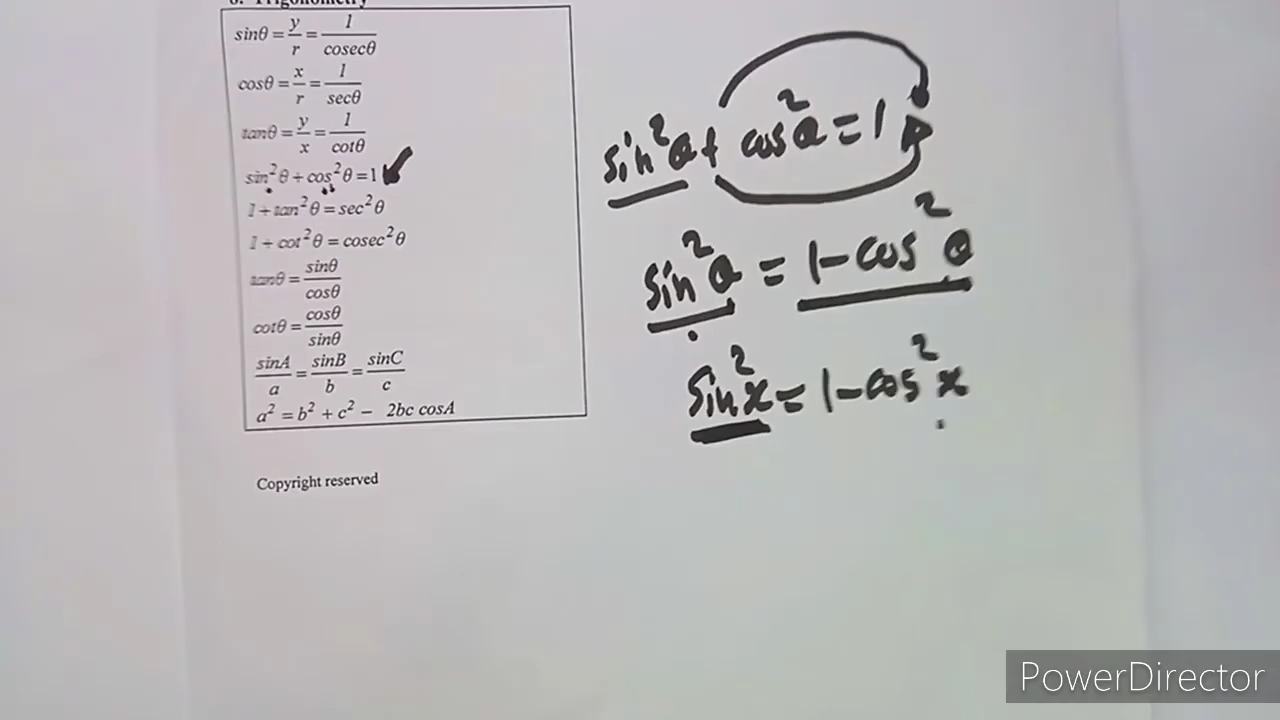 6. Trigonometry
sinθ = y/r = 1/cosecθ
cosθ = x/r = 1/secθ
tanθ = y/x = 1/cotθ
sin²θ + cos²θ = 1
1 + tan²θ = sec²θ
1 + cot²θ = cosec²θ
tanθ = sinθ/cosθ
cotθ = cosθ/sinθ
sinA/a = sinB/b = sinC/c
a² = b² + c² − 2bc cosA
Copyright reserved
sin²θ + cos²θ = 1
sin²θ = 1 − cos²θ
sin²x = 1 − cos²x
PowerDirector